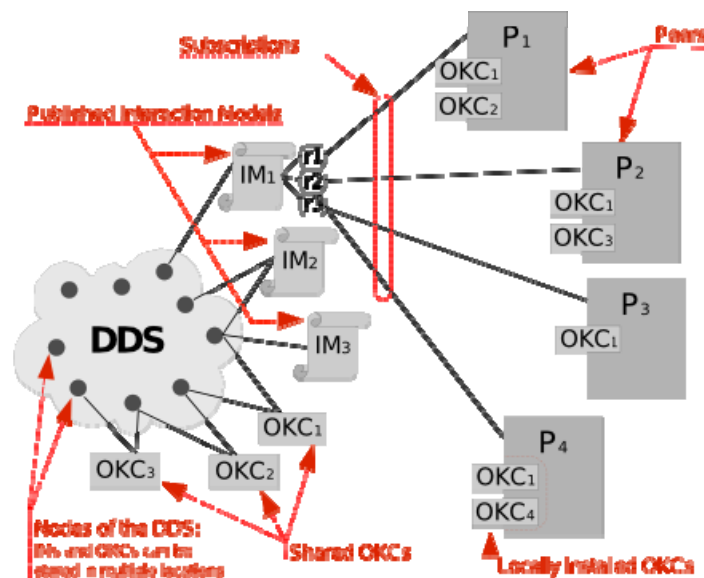 Subscriptions
Peers
Published Interaction Models
P1
OKC1
OKC2
IM1
r1
r2
r3
P2
OKC1
OKC3
IM2
P3
OKC1
IM3
DDS
OKC1
OKC2
OKC3
P4
OKC1
OKC4
Nodes of the DDS:
IMs and OKCs can be
stored in multiple locations
Shared OKCs
Locally Installed OKCs